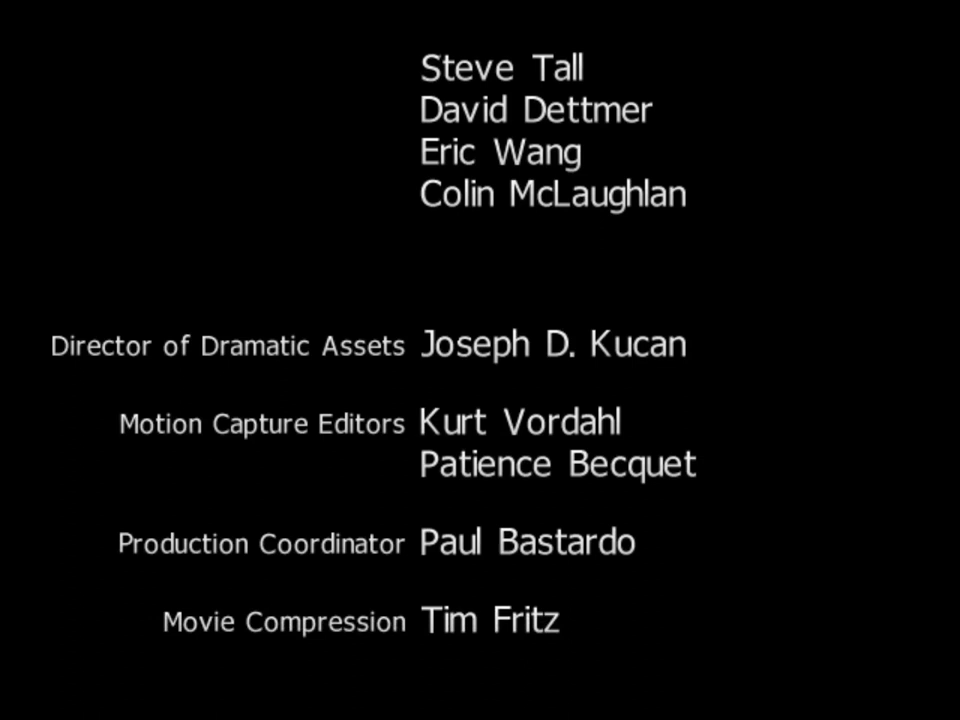 Steve Tall
David Dettmer
Eric Wang
Colin McLaughlan
Director of Dramatic Assets Joseph D. Kucan
Motion Capture Editors Kurt Vordahl
Patience Becquet
Production Coordinator Paul Bastardo
Movie Compression Tim Fritz